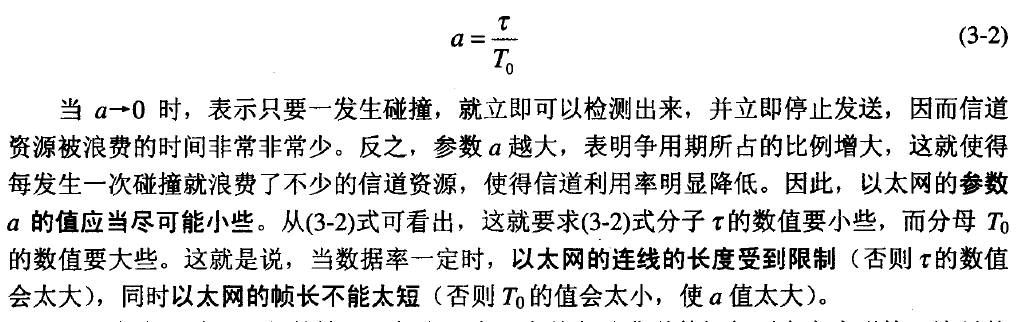 a = τ/T₀ (3-2)
当 a→0 时，表示只要一发生碰撞，就立即可以检测出来，并立即停止发送，因而信道
资源被浪费的时间非常非常少。反之，参数 a 越大，表明争用期所占的比例增大，这就使得
每发生一次碰撞就浪费了不少的信道资源，使得信道利用率明显降低。因此，以太网的参数
a 的值应当尽可能小些。从(3-2)式可看出，这就要求(3-2)式分子 τ的数值要小些，而分母 T₀
的数值要大些。这就是说，当数据率一定时，以太网的连线的长度受到限制（否则 τ的数值
会太大），同时以太网的帧长不能太短（否则 T₀ 的值会太小，使 a 值太大）。